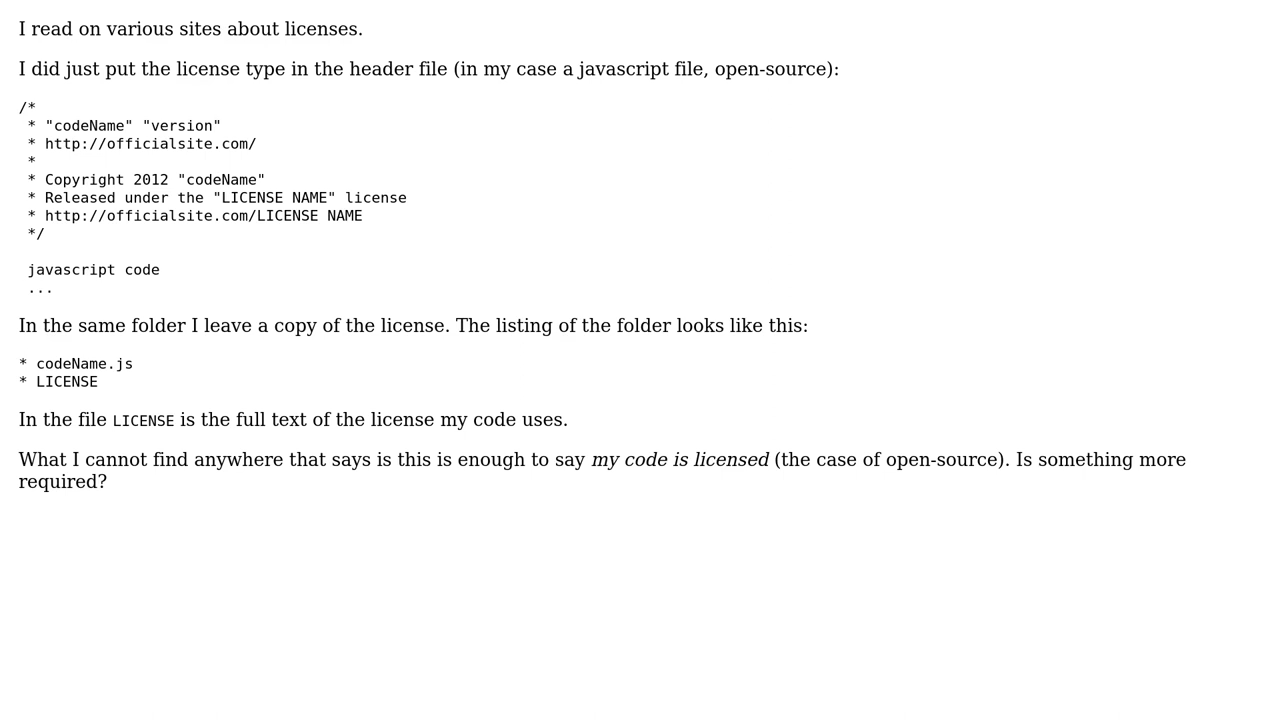 I read on various sites about licenses.
I did just put the license type in the header file (in my case a javascript file, open-source):
/*
 * "codeName" "version"
 * http://officialsite.com/
 *
 * Copyright 2012 "codeName"
 * Released under the "LICENSE NAME" license
 * http://officialsite.com/LICENSE NAME
 */
 javascript code
 ...
In the same folder I leave a copy of the license. The listing of the folder looks like this:
* codeName.js
* LICENSE
In the file LICENSE is the full text of the license my code uses.
What I cannot find anywhere that says is this is enough to say my code is licensed (the case of open-source). Is something more
required?